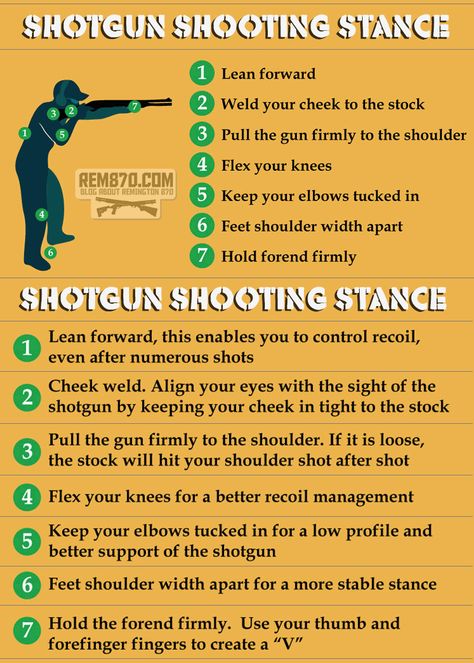 SHOTGUN SHOOTING STANCE
1 Lean forward
2 Weld your cheek to the stock
3 Pull the gun firmly to the shoulder
4 Flex your knees
5 Keep your elbows tucked in
6 Feet shoulder width apart
7 Hold forend firmly
3
2
7
1
5
REM870.COM
BLOG ABOUT REMINGTON 870
4
6
SHOTGUN SHOOTING STANCE
1 Lean forward, this enables you to control recoil,
even after numerous shots
2 Cheek weld. Align your eyes with the sight of the
shotgun by keeping your cheek in tight to the stock
3 Pull the gun firmly to the shoulder. If it is loose,
the stock will hit your shoulder shot after shot
4 Flex your knees for a better recoil management
5 Keep your elbows tucked in for a low profile and
better support of the shotgun
6 Feet shoulder width apart for a more stable stance
7 Hold the forend firmly. Use your thumb and
forefinger fingers to create a “V”